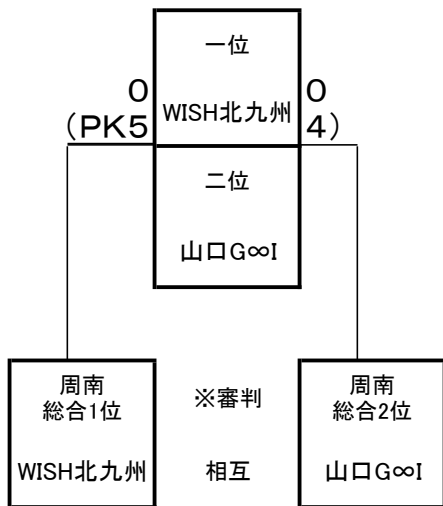 一位
0 0
WISH北九州
(PK5 4)
二位
山口G∞I
周南
総合1位
※審判
周南
総合2位
WISH北九州
相互
山口G∞I